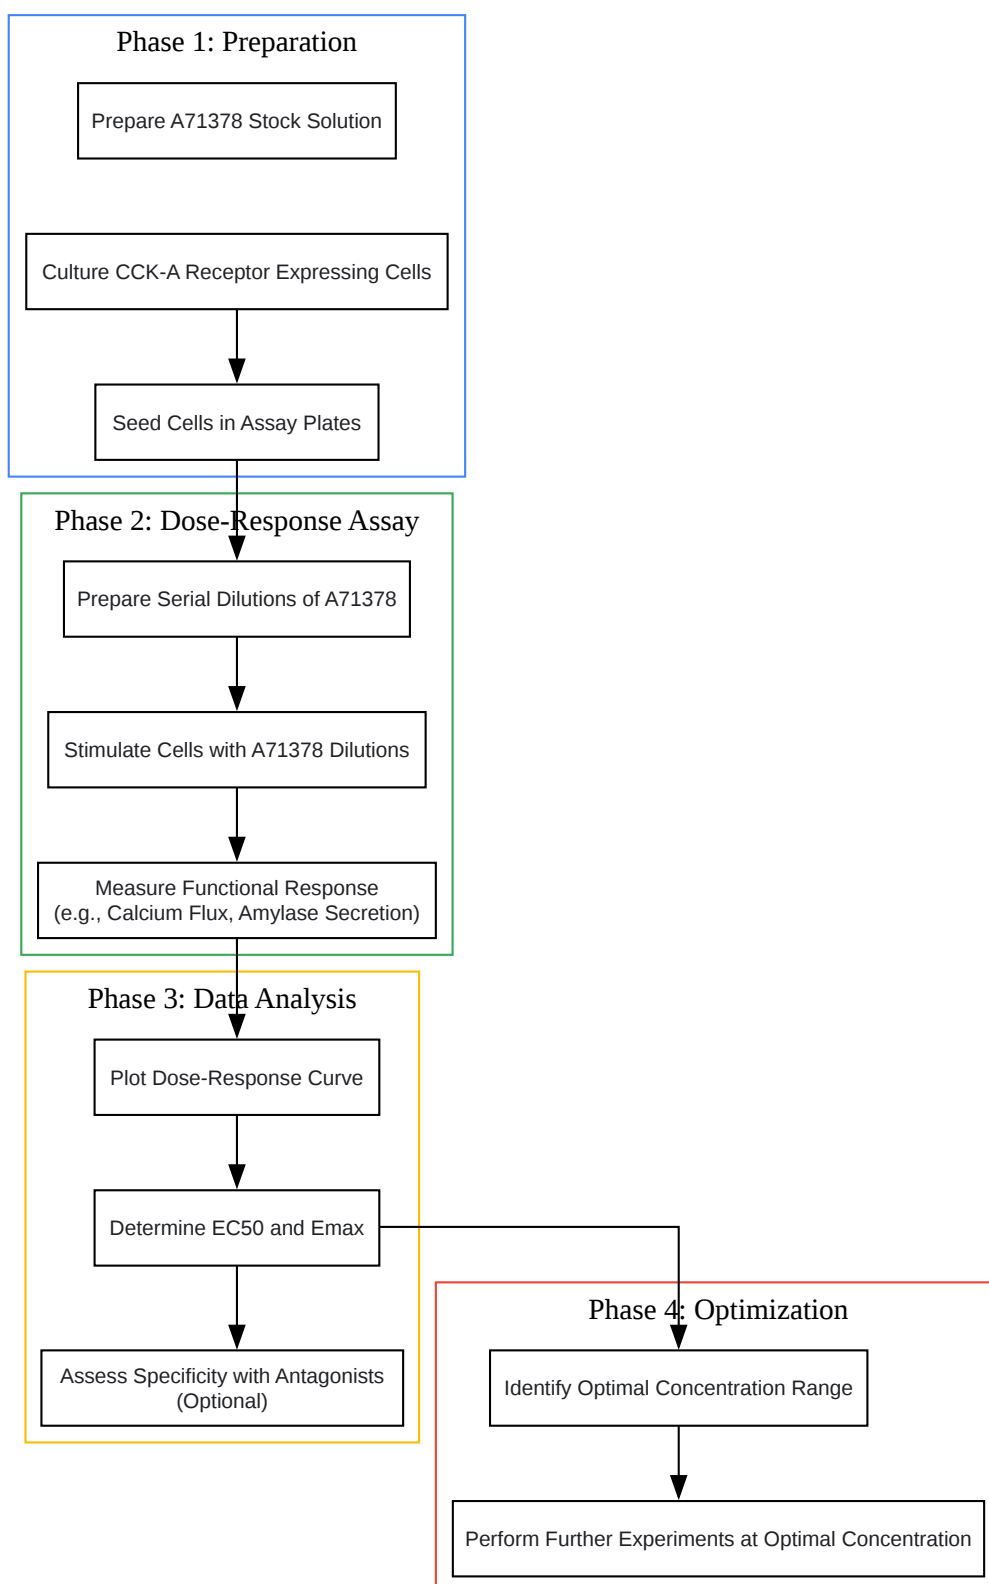 Phase 1: Preparation
Prepare A71378 Stock Solution
Culture CCK-A Receptor Expressing Cells
Seed Cells in Assay Plates
Phase 2: Dose-Response Assay
Prepare Serial Dilutions of A71378
Stimulate Cells with A71378 Dilutions
Measure Functional Response
(e.g., Calcium Flux, Amylase Secretion)
Phase 3: Data Analysis
Plot Dose-Response Curve
Determine EC50 and Emax
Assess Specificity with Antagonists
(Optional)
Phase 4: Optimization
Identify Optimal Concentration Range
Perform Further Experiments at Optimal Concentration